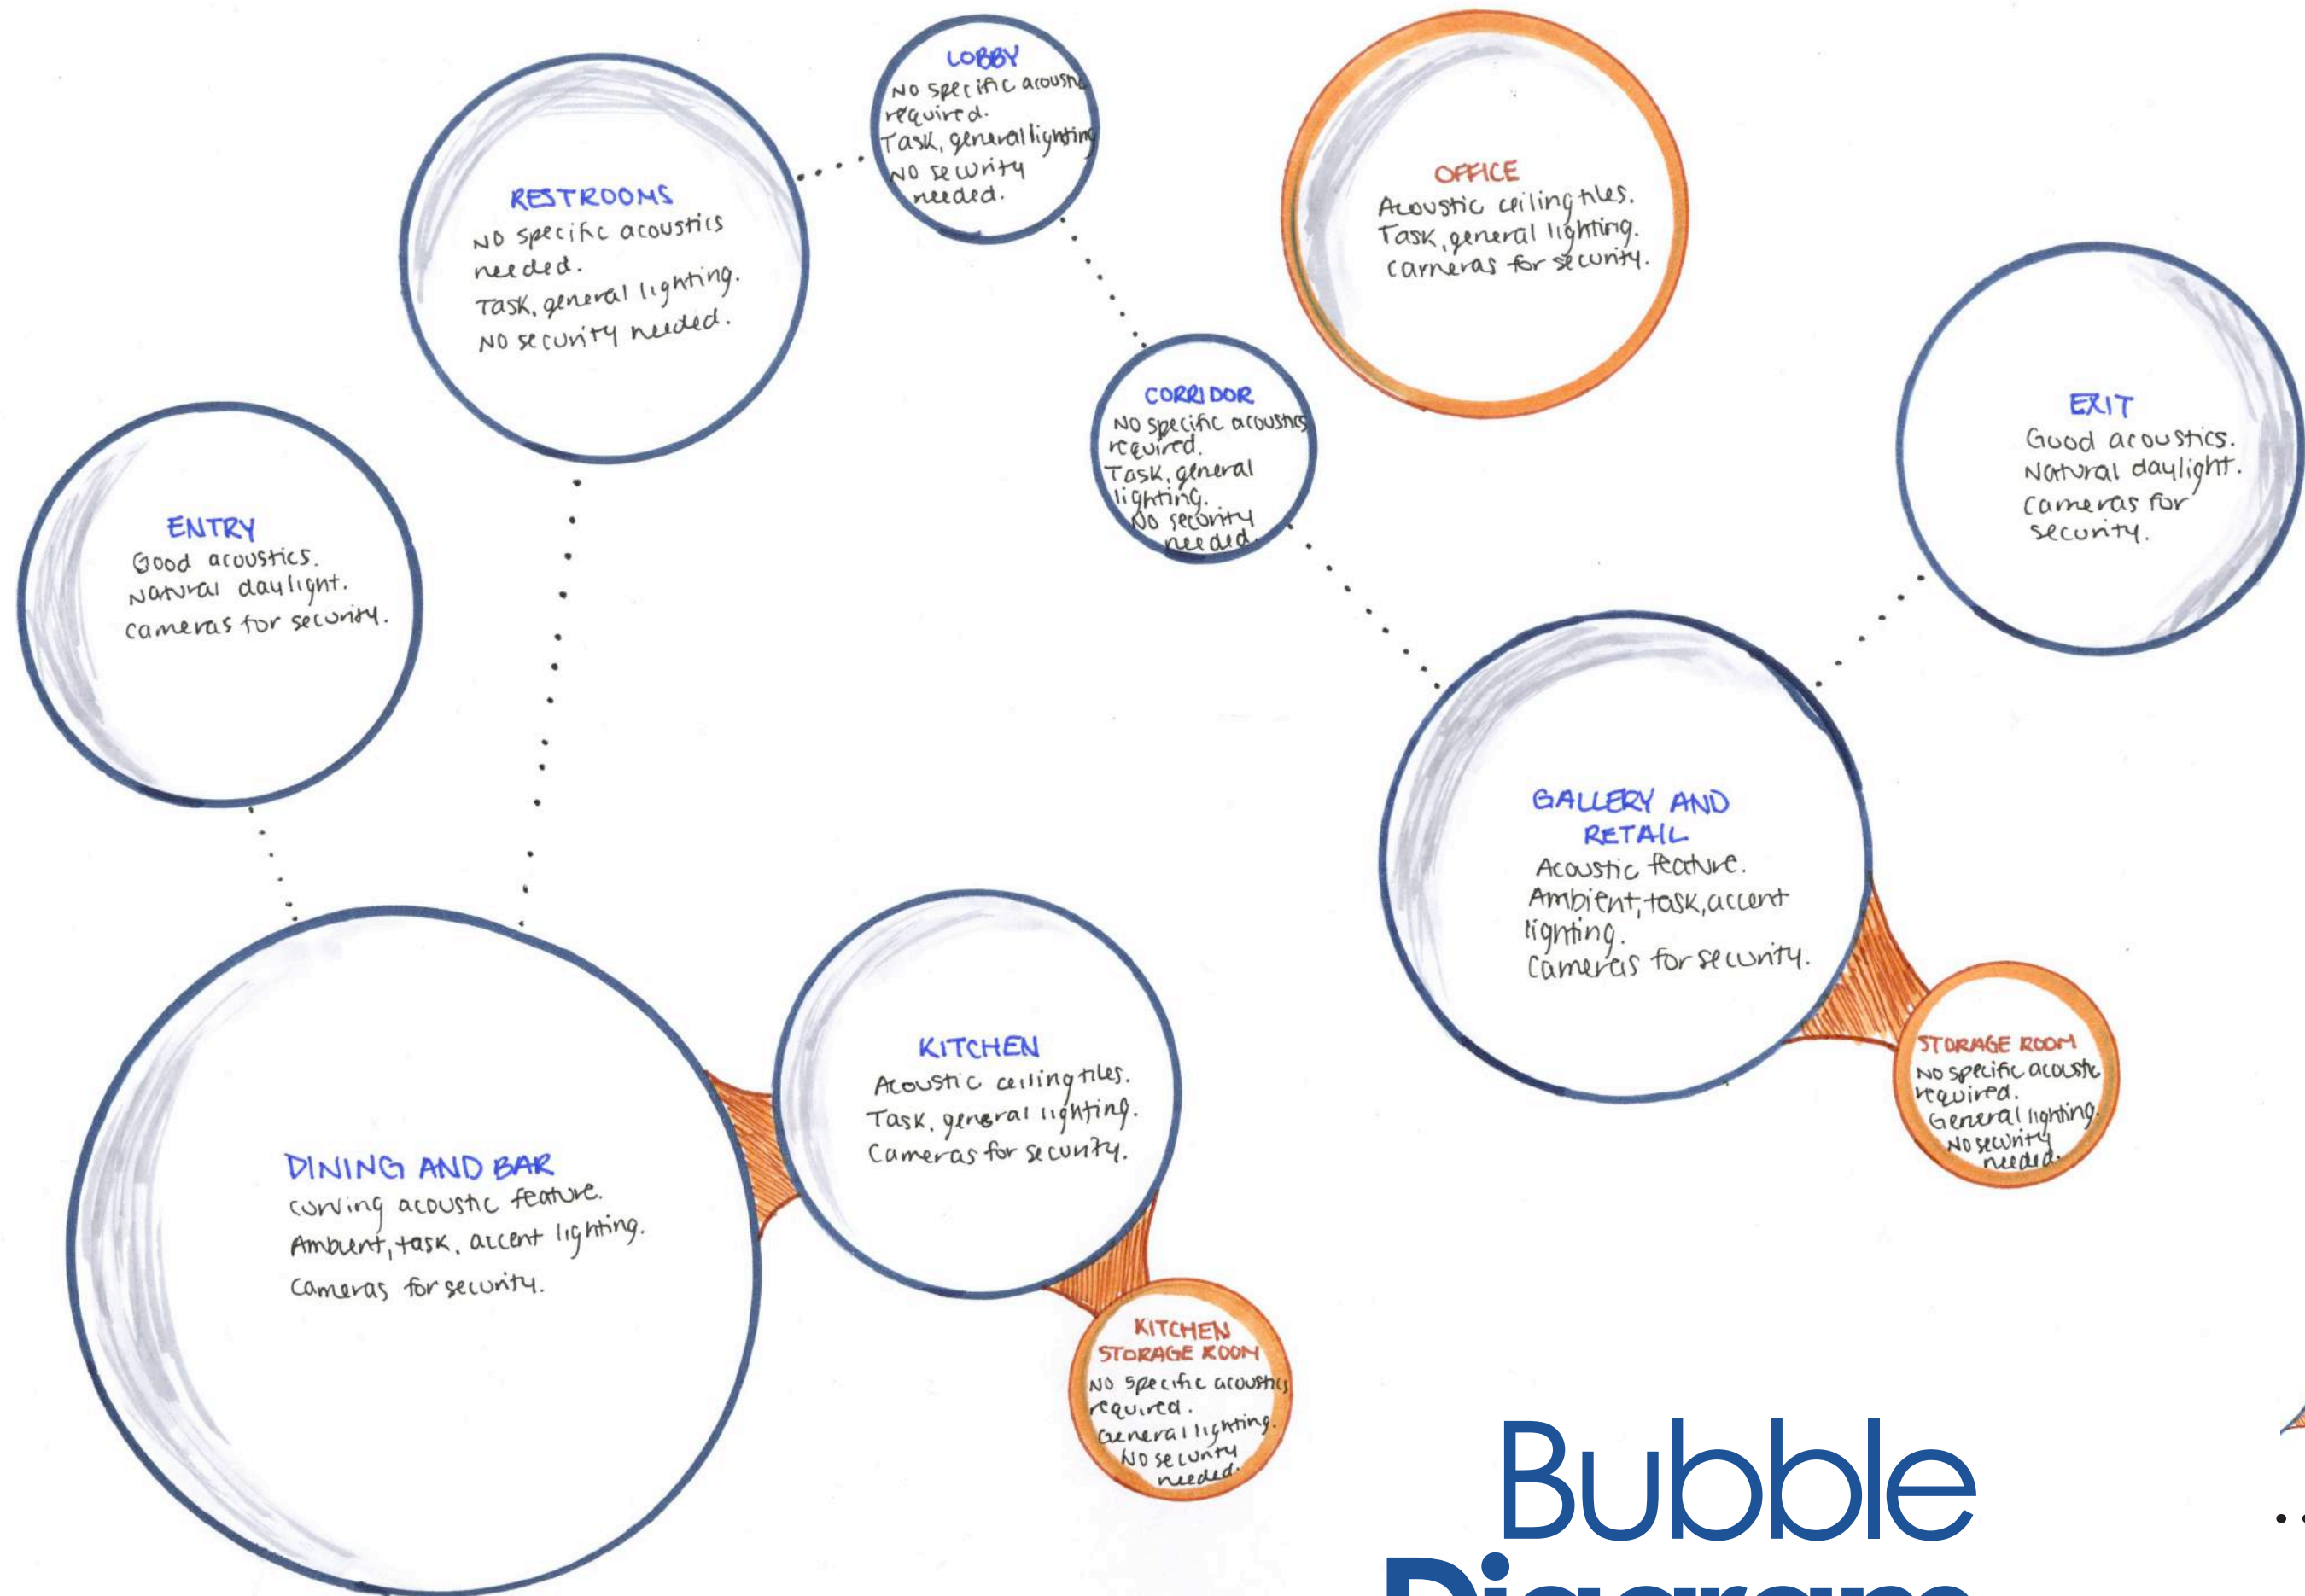 LOBBY
No specific acoustic
required.
Task, general lighting
No security
needed.
RESTROOMS
No specific acoustics
needed.
Task, general lighting.
No security needed.
OFFICE
Acoustic ceiling tiles.
Task, general lighting.
cameras for security.
CORRIDOR
No specific acoustics
required.
Task, general
lighting.
No security
needed.
EXIT
Good acoustics.
Natural daylight.
Cameras for
security.
ENTRY
Good acoustics.
Natural daylight.
Cameras for security.
GALLERY AND
RETAIL
Acoustic feature.
Ambient, task, accent
lighting.
Cameras for security.
KITCHEN
Acoustic ceiling tiles.
Task, general lighting.
Cameras for security.
STORAGE ROOM
No specific acoustic
required.
General lighting.
No security
needed.
DINING AND BAR
curving acoustic feature.
Ambient, task, accent lighting.
Cameras for security.
KITCHEN
STORAGE ROOM
No specific acoustics
required.
General lighting.
No security
needed.
Bubble
Diagram